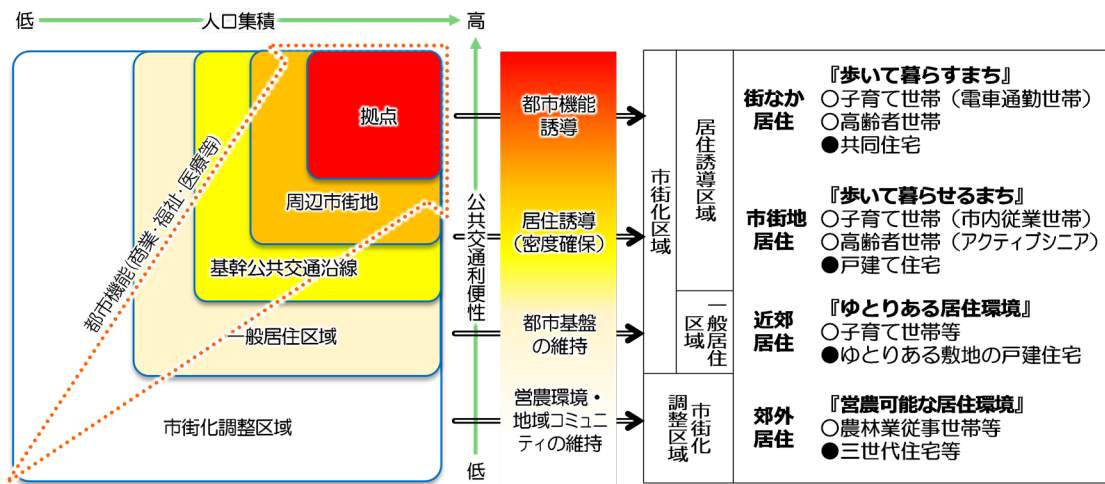 低
人口集積
高
拠点
周辺市街地
基幹公共交通沿線
一般居住区域
市街化調整区域
都市機能(商業・福祉・医療等)
公共交通利便性
低
都市機能
誘導
居住誘導
(密度確保)
都市基盤
の維持
営農環境・
地域コミュニ
ティの維持
市街化区域
居住誘導区域
一般居住
区域
市街化
調整区域
街なか
居住
『歩いて暮らすまち』
○子育て世帯(電車通勤世帯)
○高齢者世帯
●共同住宅
市街地
居住
『歩いて暮らせるまち』
○子育て世帯(市内従業世帯)
○高齢者世帯(アクティブシニア)
●戸建て住宅
近郊
居住
『ゆとりある居住環境』
○子育て世帯等
●ゆとりある敷地の戸建住宅
郊外
居住
『営農可能な居住環境』
○農林業従事世帯等
●三世代住宅等